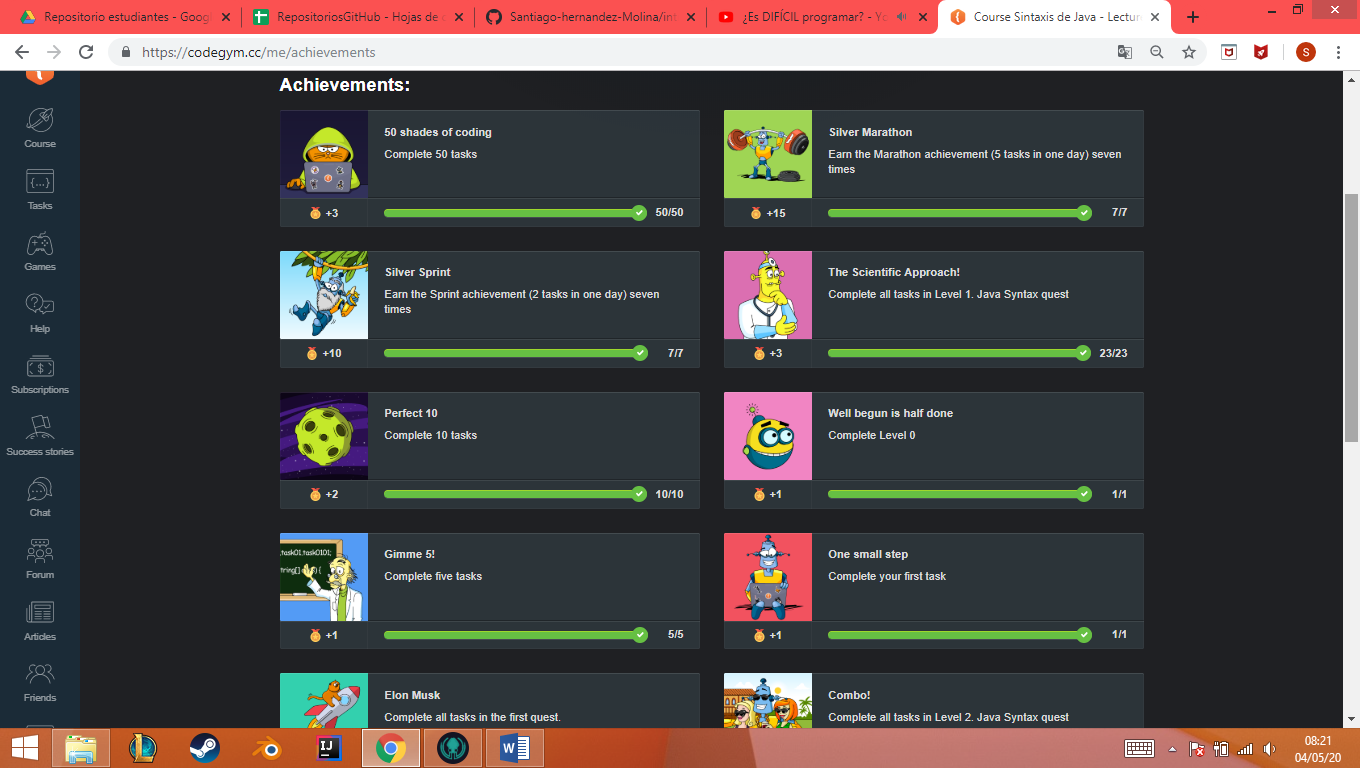 Repositorio estudiantes - Goog
RepositoriosGitHub - Hojas de c
Santiago-hernandez-Molina/int
¿Es DIFÍCIL programar? - Yo
Course Sintaxis de Java - Lectur
https://codegym.cc/me/achievements
S
Course
Tasks
Games
Help
Subscriptions
Success stories
Chat
Forum
Articles
Friends
Achievements:
50 shades of coding
Complete 50 tasks
+3
50/50
Silver Marathon
Earn the Marathon achievement (5 tasks in one day) seven
times
+15
7/7
Silver Sprint
Earn the Sprint achievement (2 tasks in one day) seven
times
+10
7/7
The Scientific Approach!
Complete all tasks in Level 1. Java Syntax quest
+3
23/23
Perfect 10
Complete 10 tasks
+2
10/10
Well begun is half done
Complete Level 0
+1
1/1
,task01,task0101;
Gimme 5!
Complete five tasks
+1
5/5
One small step
Complete your first task
+1
1/1
Elon Musk
Complete all tasks in the first quest.
Combo!
Complete all tasks in Level 2. Java Syntax quest
08:21
04/05/20